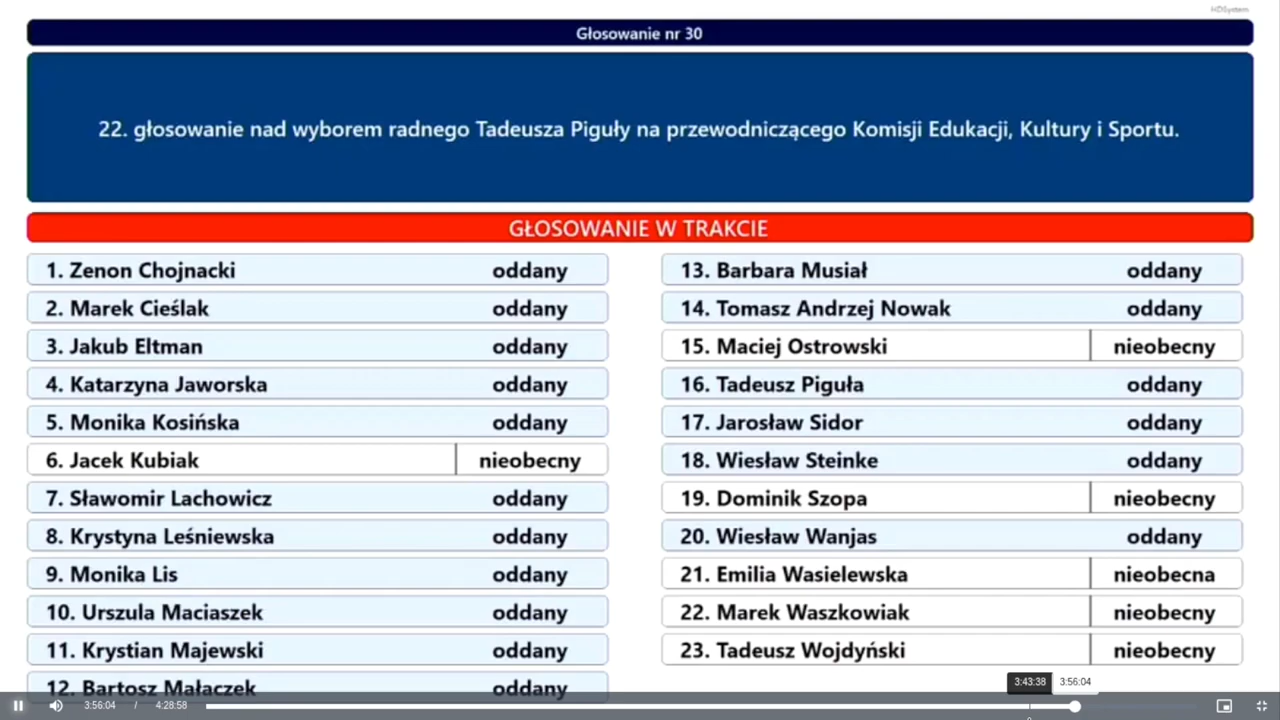 HDSystem
Głosowanie nr 30
22. głosowanie nad wyborem radnego Tadeusza Piguły na przewodniczącego Komisji Edukacji, Kultury i Sportu.
GŁOSOWANIE W TRAKCIE
1. Zenon Chojnacki oddany
2. Marek Cieślak oddany
3. Jakub Eltman oddany
4. Katarzyna Jaworska oddany
5. Monika Kosińska oddany
6. Jacek Kubiak nieobecny
7. Sławomir Lachowicz oddany
8. Krystyna Leśniewska oddany
9. Monika Lis oddany
10. Urszula Maciaszek oddany
11. Krystian Majewski oddany
12. Bartosz Małaczek oddany
13. Barbara Musiał oddany
14. Tomasz Andrzej Nowak oddany
15. Maciej Ostrowski nieobecny
16. Tadeusz Piguła oddany
17. Jarosław Sidor oddany
18. Wiesław Steinke oddany
19. Dominik Szopa nieobecny
20. Wiesław Wanjas oddany
21. Emilia Wasielewska nieobecna
22. Marek Waszkowiak nieobecny
23. Tadeusz Wojdyński nieobecny
3:43:38 3:56:04
3:56:04 / 4:28:58